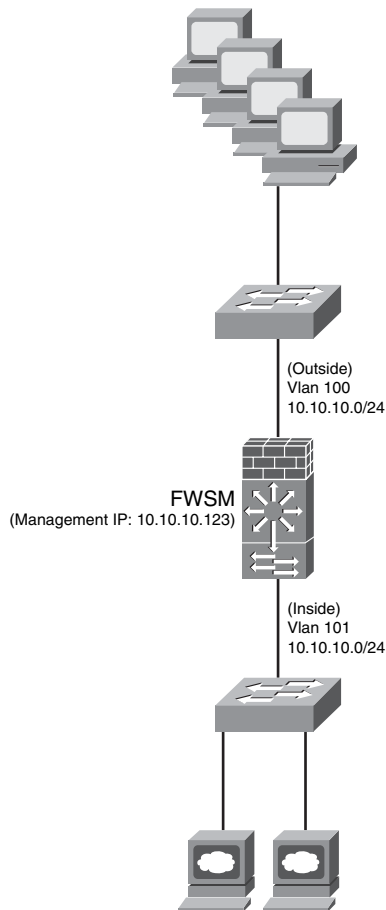 (Outside)
Vlan 100
10.10.10.0/24
FWSM
(Management IP: 10.10.10.123)
(Inside)
Vlan 101
10.10.10.0/24